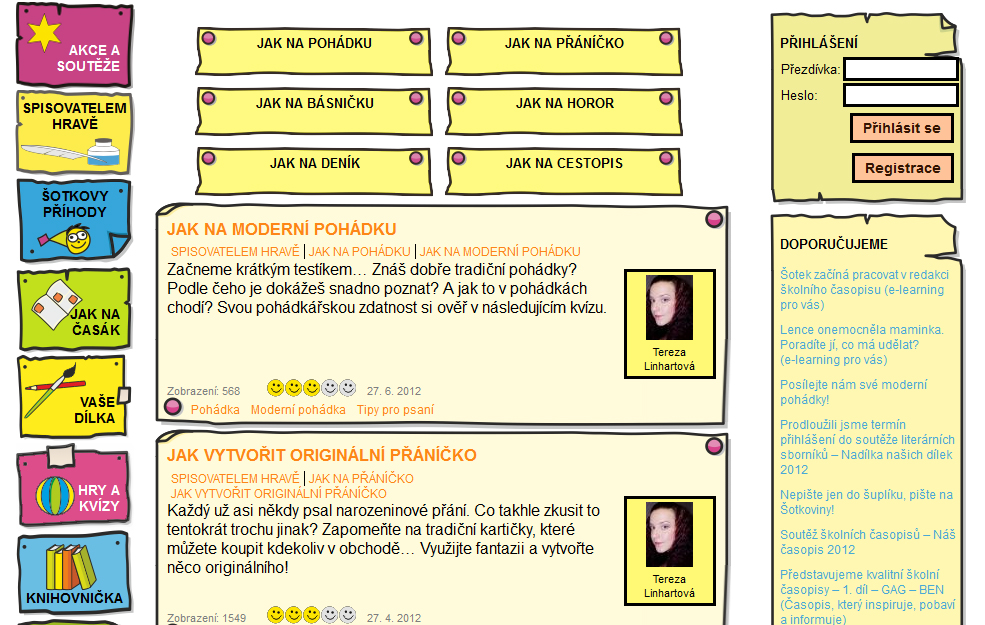 AKCE A
SOUTĚŽE
SPISOVATELEM
HRAVĚ
ŠOTKOVY
PŘÍHODY
JAK NA
ČASÁK
VAŠE
DÍLKA
HRY A
KVÍZY
KNIHOVNIČKA
JAK NA POHÁDKU
JAK NA PŘÁNÍČKO
JAK NA BÁSNIČKU
JAK NA HOROR
JAK NA DENÍK
JAK NA CESTOPIS
JAK NA MODERNÍ POHÁDKU
SPISOVATELEM HRAVĚ | JAK NA POHÁDKU | JAK NA MODERNÍ POHÁDKU
Začneme krátkým testíkem… Znáš dobře tradiční pohádky?
Podle čeho je dokážeš snadno poznat? A jak to v pohádkách
chodí? Svou pohádkářskou zdatnost si ověř v následujícím kvízu.
Tereza
Linhartová
Zobrazení: 568
27. 6. 2012
Pohádka Moderní pohádka Tipy pro psaní
JAK VYTVOŘIT ORIGINÁLNÍ PŘÁNÍČKO
SPISOVATELEM HRAVĚ | JAK NA PŘÁNÍČKO
JAK VYTVOŘIT ORIGINÁLNÍ PŘÁNÍČKO
Každý už asi někdy psal narozeninové přání. Co takhle zkusit to
tentokrát trochu jinak? Zapomeňte na tradiční kartičky, které
můžete koupit kdekoliv v obchodě… Využijte fantazii a vytvořte
něco originálního!
Tereza
Linhartová
Zobrazení: 1549
27. 4. 2012
PŘIHLÁŠENÍ
Přezdívka:
Heslo:
Přihlásit se
Registrace
DOPORUČUJEME
Šotek začíná pracovat v redakci
školního časopisu (e-learning
pro vás)
Lence onemocněla maminka.
Poradíte jí, co má udělat?
(e-learning pro vás)
Posílejte nám své moderní
pohádky!
Prodloužili jsme termín
přihlášení do soutěže literárních
sborníků – Nadílka našich dílek
2012
Nepište jen do šuplíku, pište na
Šotkoviny!
Soutěž školních časopisů – Náš
časopis 2012
Představujeme kvalitní školní
časopisy – 1. díl – GAG – BEN
(Časopis, který inspiruje, pobaví
a informuje)